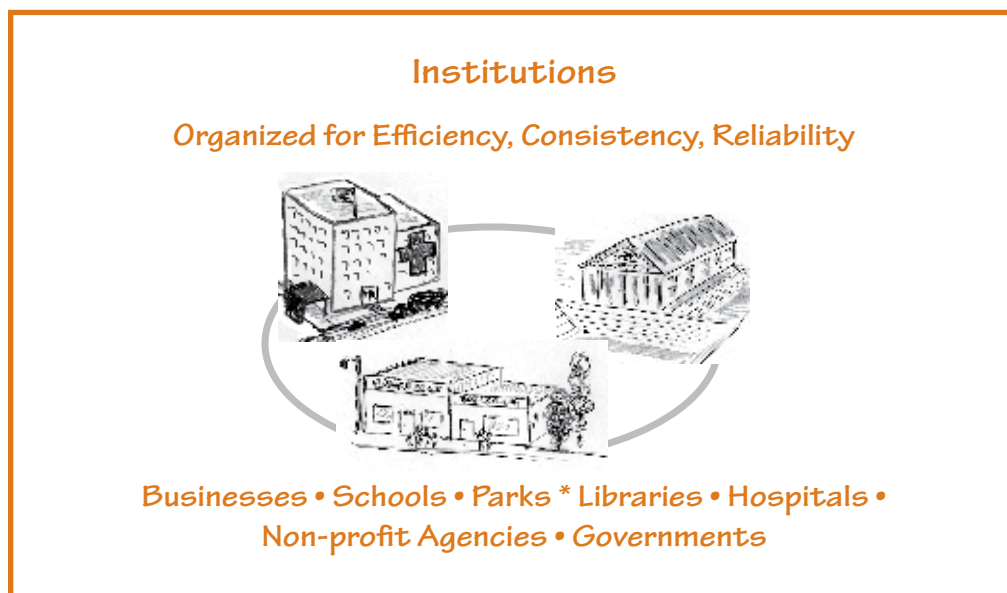 Institutions
Organized for Efficiency, Consistency, Reliability
Businesses • Schools • Parks * Libraries • Hospitals •
Non-profit Agencies • Governments